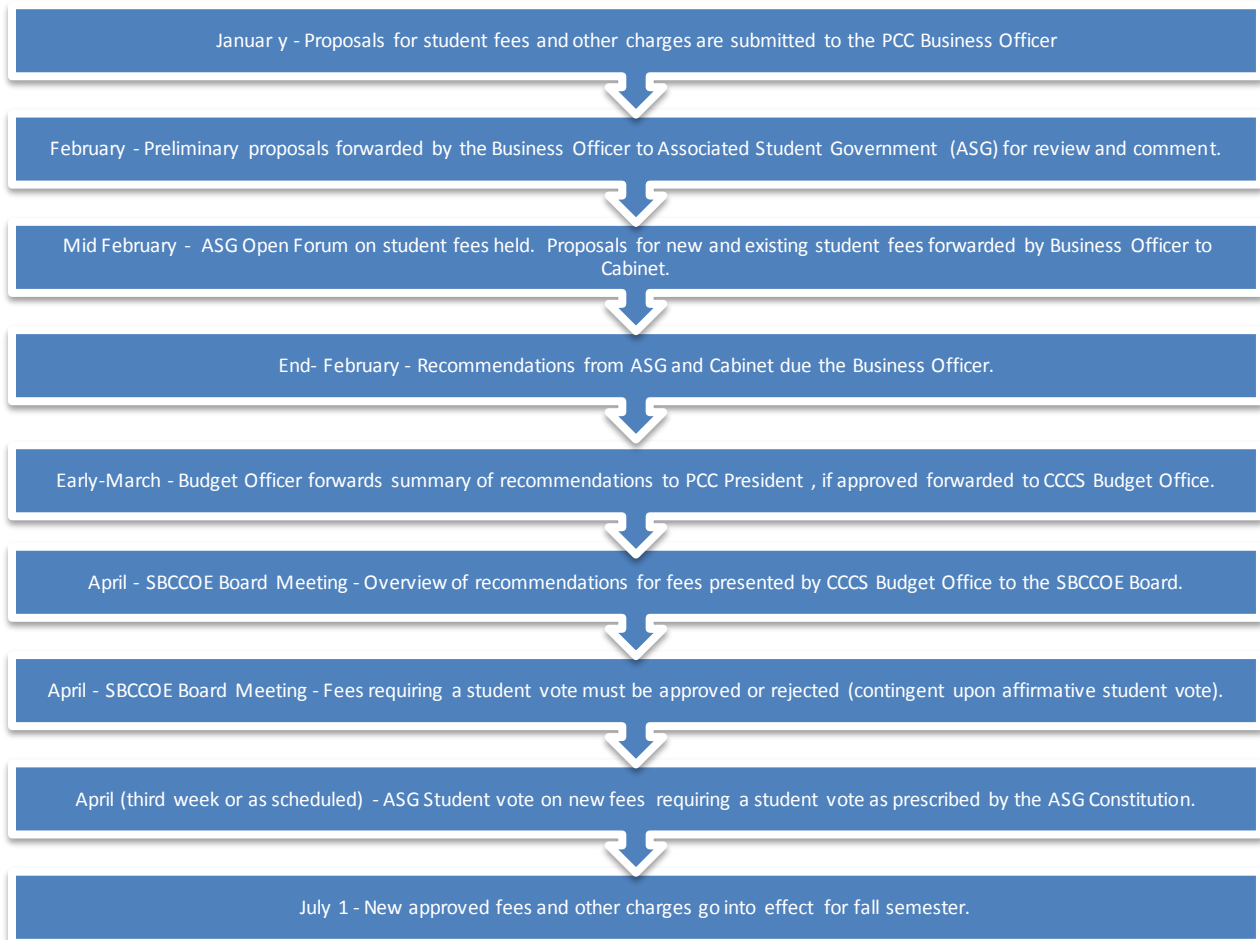 Januar y - Proposals for student fees and other charges are submitted to the PCC Business Officer
February - Preliminary proposals forwarded by the Business Officer to Associated Student Government (ASG) for review and comment.
Mid February - ASG Open Forum on student fees held. Proposals for new and existing student fees forwarded by Business Officer to
Cabinet.
End- February - Recommendations from ASG and Cabinet due the Business Officer.
Early-March - Budget Officer forwards summary of recommendations to PCC President , if approved forwarded to CCCS Budget Office.
April - SBCCOE Board Meeting - Overview of recommendations for fees presented by CCCS Budget Office to the SBCCOE Board.
April - SBCCOE Board Meeting - Fees requiring a student vote must be approved or rejected (contingent upon affirmative student vote).
April (third week or as scheduled) - ASG Student vote on new fees requiring a student vote as prescribed by the ASG Constitution.
July 1 - New approved fees and other charges go into effect for fall semester.